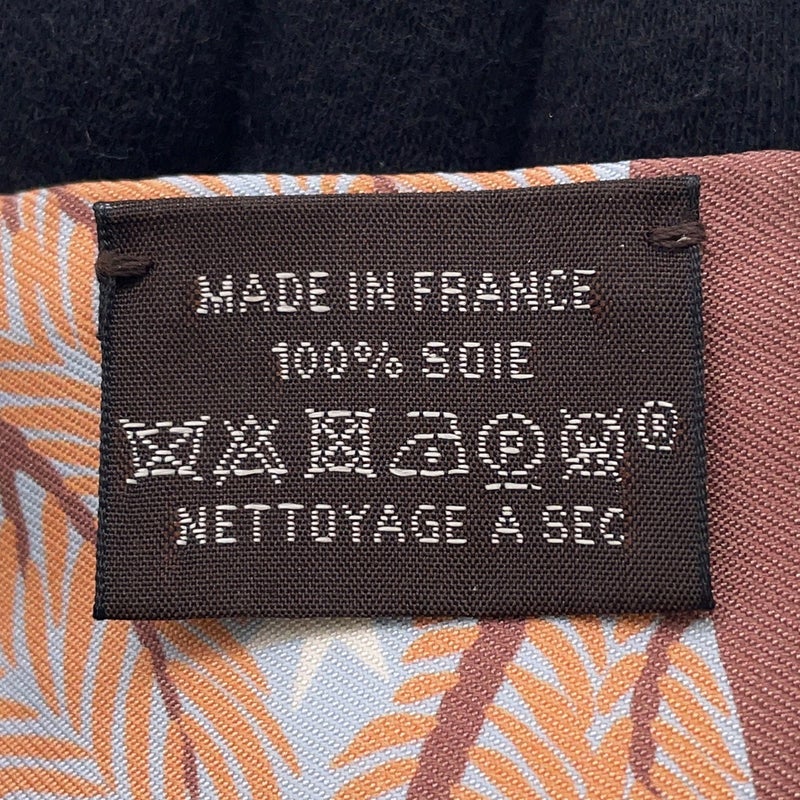 MADE IN FRANCE
100% SOIE
P W ®
NETTOYAGE A SEC